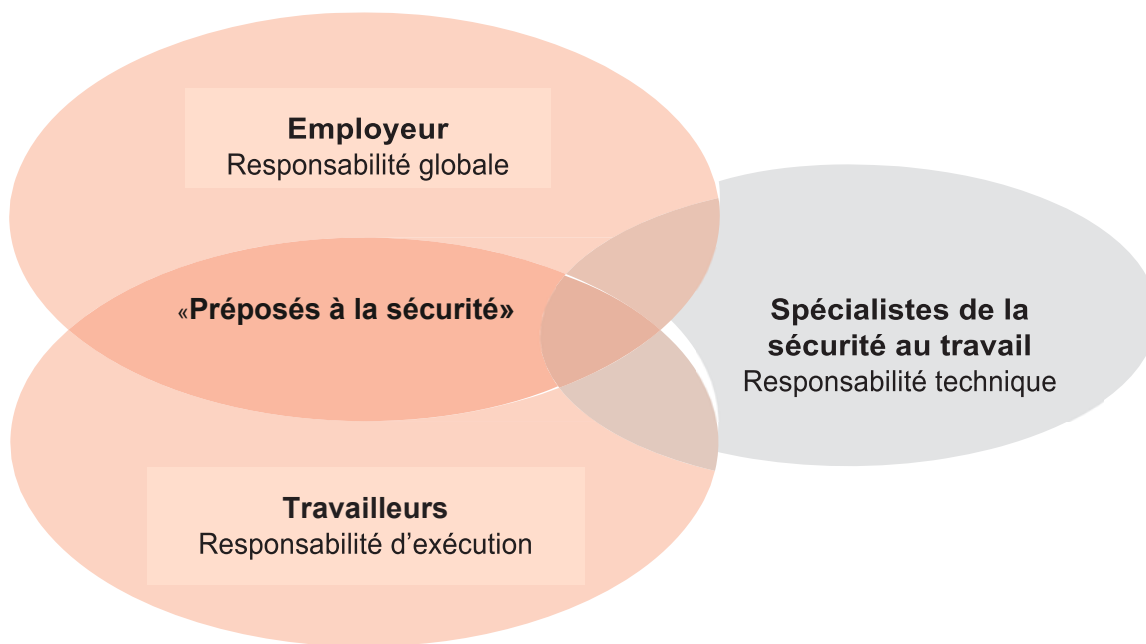 Employeur
Responsabilité globale
«Préposés à la sécurité»
Spécialistes de la
sécurité au travail
Responsabilité technique
Travailleurs
Responsabilité d’exécution